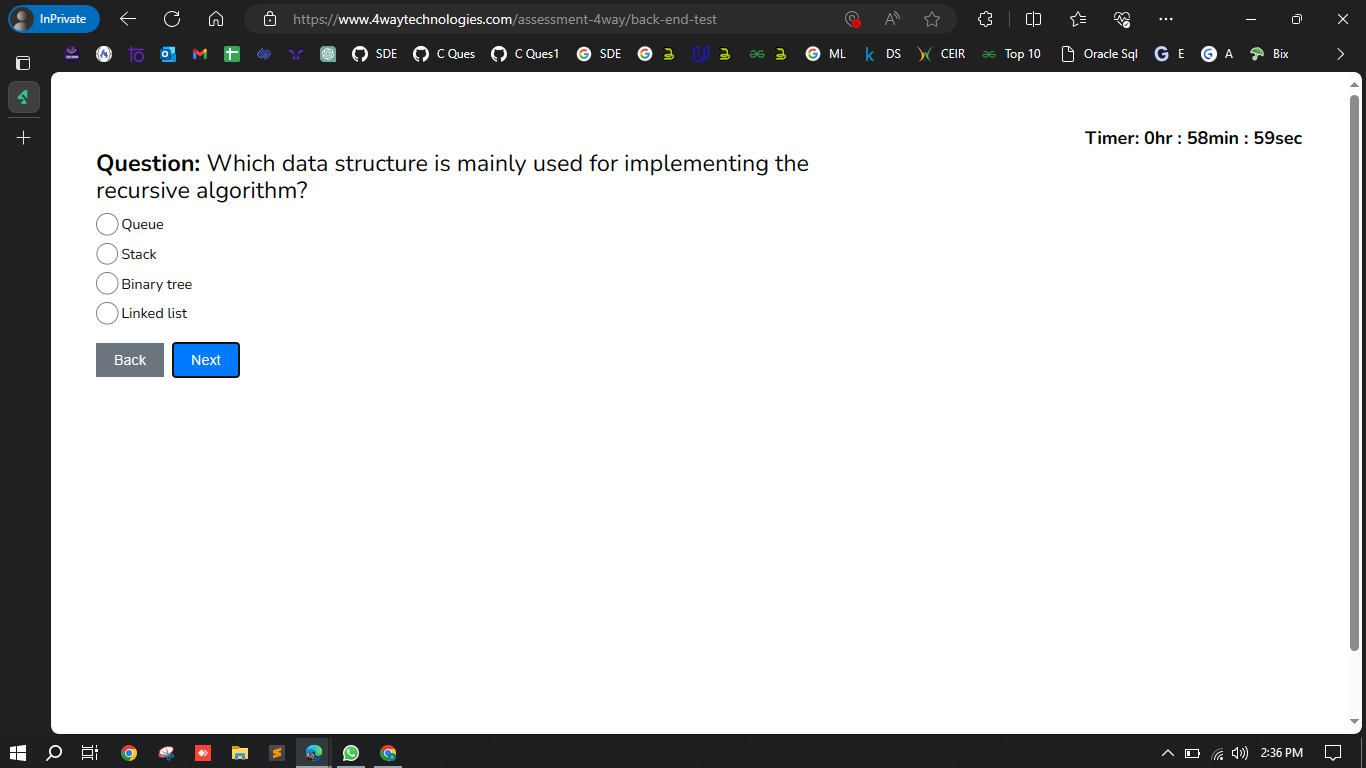 InPrivate
https://www.4waytechnologies.com/assessment-4way/back-end-test
SDE
C Ques
C Ques1
SDE
ML
DS
CEIR
Top 10
Oracle Sql
E
A
Bix
Timer: 0hr : 58min : 59sec
Question: Which data structure is mainly used for implementing the
recursive algorithm?
Queue
Stack
Binary tree
Linked list
Back
Next
2:36 PM